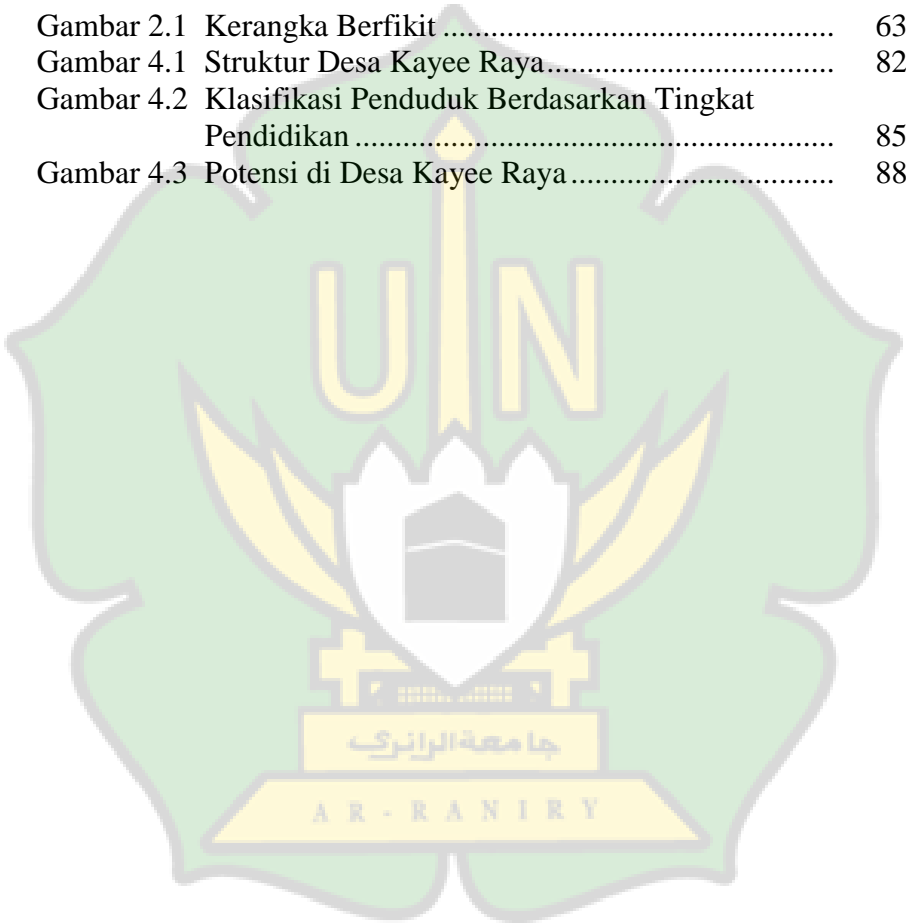 Gambar 2.1 Kerangka Berfikit ................................................. 63
Gambar 4.1 Struktur Desa Kayee Raya.................................... 82
Gambar 4.2 Klasifikasi Penduduk Berdasarkan Tingkat
Pendidikan ............................................................ 85
Gambar 4.3 Potensi di Desa Kayee Raya ................................. 88
UIN
جامعة الرانري
AR-RANIRY